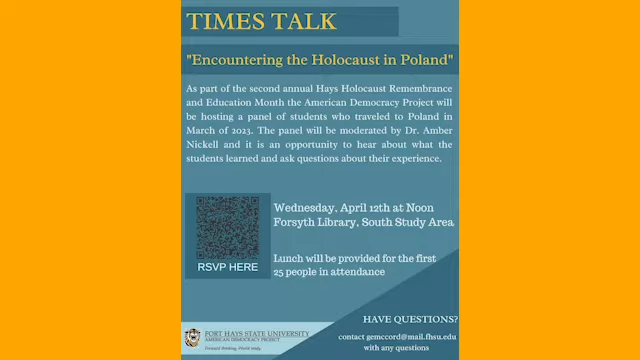 TIMES TALK
"Encountering the Holocaust in Poland"
As part of the second annual Hays Holocaust Remembrance
and Education Month the American Democracy Project will
be hosting a panel of students who traveled to Poland in
March of 2023. The panel will be moderated by Dr. Amber
Nickell and it is an opportunity to hear about what the
students learned and ask questions about their experience.
Wednesday, April 12th at Noon
Forsyth Library, South Study Area
RSVP HERE
Lunch will be provided for the first
25 people in attendance
HAVE QUESTIONS?
contact gemccord@mail.fhsu.edu
with any questions
FORT HAYS STATE UNIVERSITY
AMERICAN DEMOCRACY PROJECT
Forward thinking. World ready.